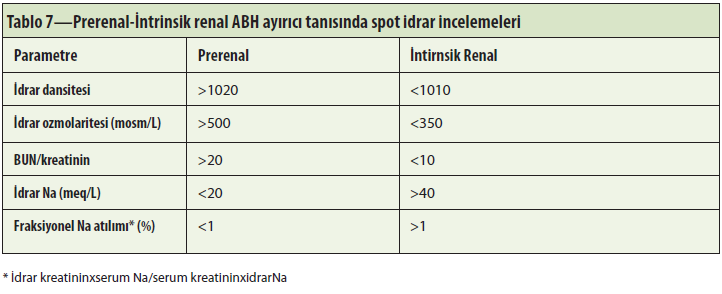 Tablo 7—Prerenal-İntrinsik renal ABH ayırıcı tanısında spot idrar incelemeleri
Parametre Prerenal İntirnsik Renal
İdrar dansitesi >1020 <1010
İdrar ozmolaritesi (mosm/L) >500 <350
BUN/kreatinin >20 <10
İdrar Na (meq/L) <20 >40
Fraksiyonel Na atılımı* (%) <1 >1
* İdrar kreatininxserum Na/serum kreatininxidrarNa